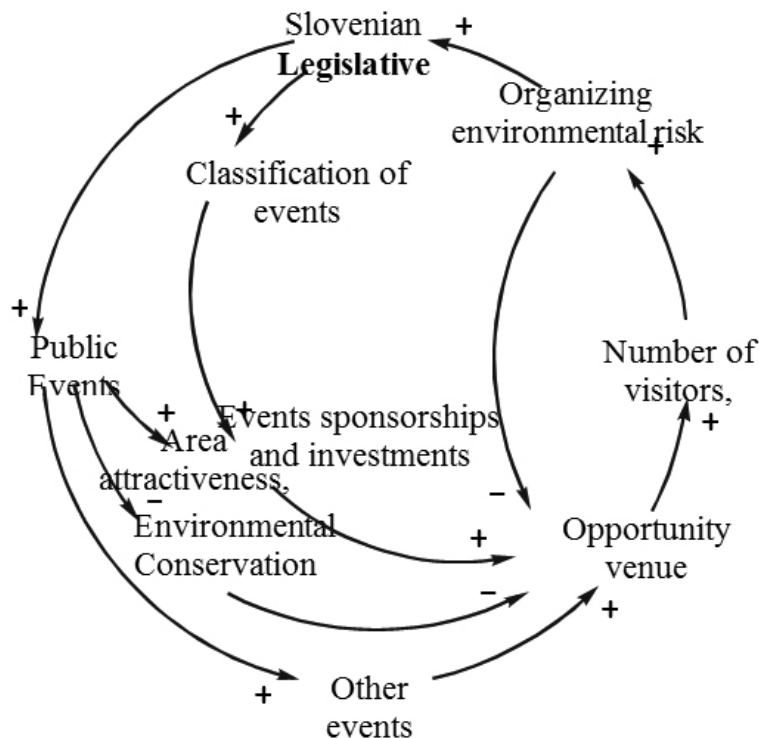 Slovenian
Legislative
+
+
Organizing
environmental risk
+
Classification of
events
+
Public
Events
Number of
visitors,
+
+
+
Events sponsorships
and investments
Area
attractiveness,
+
−
−
+
Environmental
Conservation
Opportunity
venue
−
+
+
Other
events